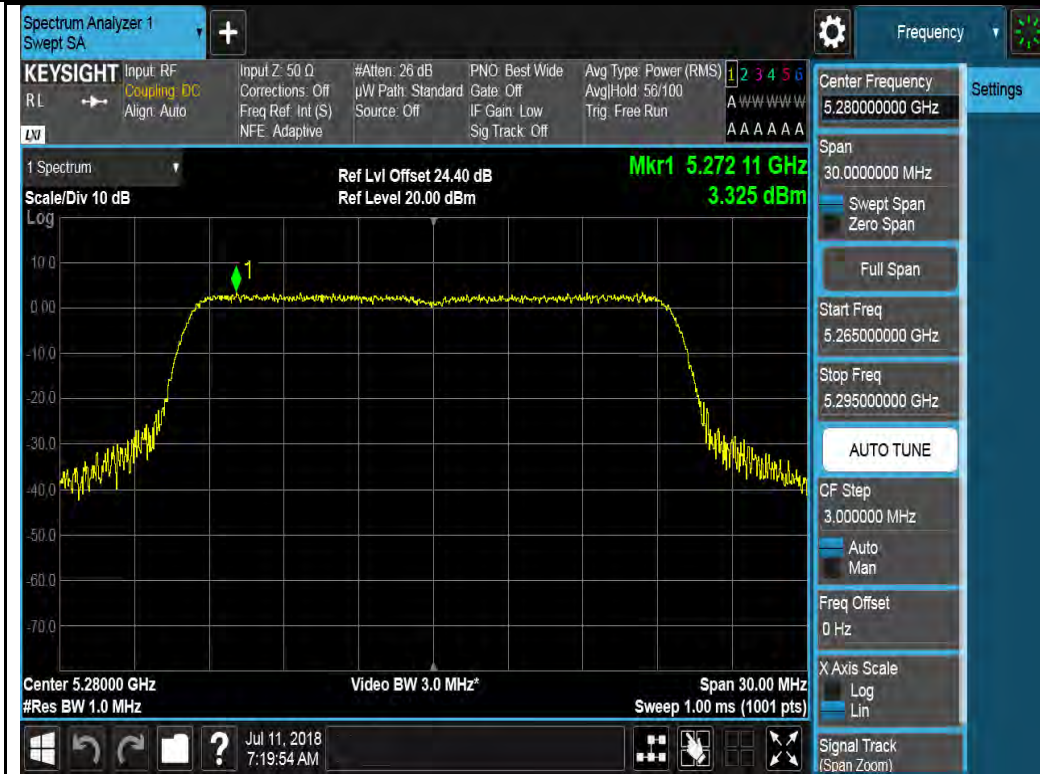 Spectrum Analyzer 1
Swept SA
+
Frequency
KEYSIGHT
RL
LXI
Input: RF
Coupling: DC
Align: Auto
Input Z: 50 Ω
Corrections: Off
Freq Ref: Int (S)
NFE: Adaptive
#Atten: 26 dB
µW Path: Standard
Source: Off
PNO: Best Wide
Gate: Off
IF Gain: Low
Sig Track: Off
Avg Type: Power (RMS)
Avg|Hold: 56/100
Trig: Free Run
1 2 3 4 5 6
A W W W W W
A A A A A A
Center Frequency
5.280000000 GHz
Settings
Span
30.0000000 MHz
Swept Span
Zero Span
Full Span
Start Freq
5.265000000 GHz
Stop Freq
5.295000000 GHz
AUTO TUNE
CF Step
3.000000 MHz
Auto
Man
Freq Offset
0 Hz
X Axis Scale
Log
Lin
Signal Track
(Span Zoom)
1 Spectrum
Scale/Div 10 dB
Ref Lvl Offset 24.40 dB
Ref Level 20.00 dBm
Mkr1 5.272 11 GHz
3.325 dBm
Log
1
10.0
0.00
-10.0
-20.0
-30.0
-40.0
-50.0
-60.0
-70.0
Center 5.28000 GHz
#Res BW 1.0 MHz
Video BW 3.0 MHz*
Span 30.00 MHz
Sweep 1.00 ms (1001 pts)
?
Jul 11, 2018
7:19:54 AM